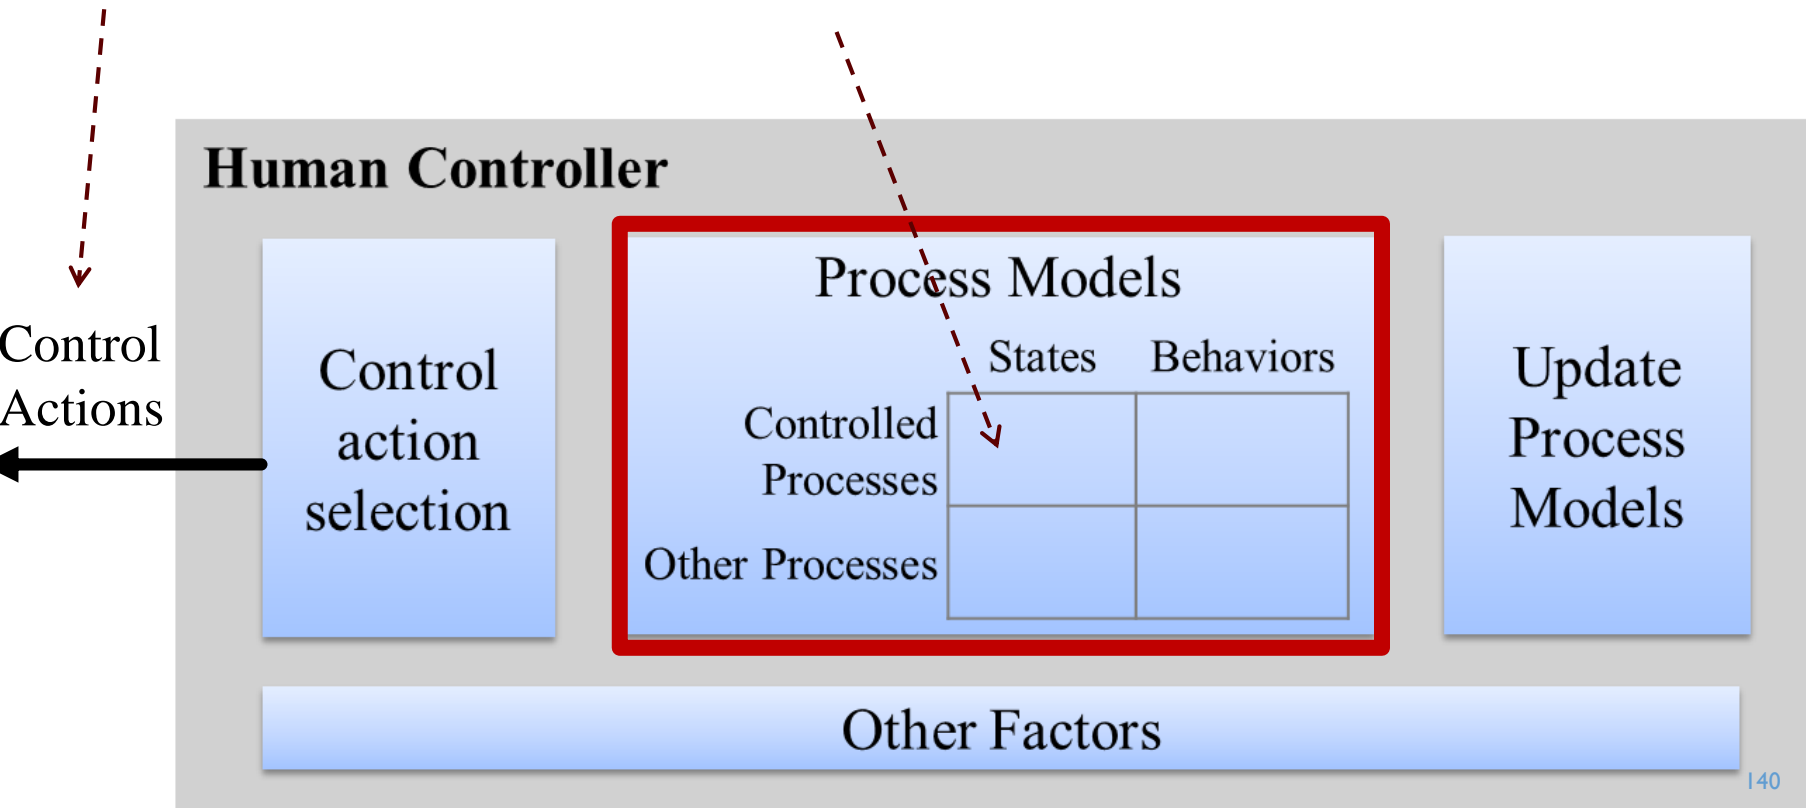 Human Controller
Control
Actions
Control
action
selection
Process Models
States Behaviors
Controlled
Processes
Other Processes
Update
Process
Models
Other Factors
140